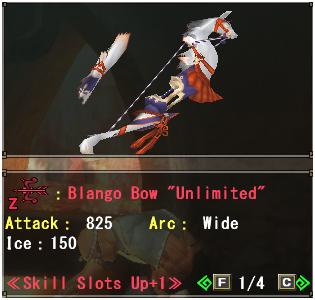 Z : Blango Bow "Unlimited"
Attack : 825 Arc : Wide
Ice : 150
≪Skill Slots Up+1≫ F 1/4 C